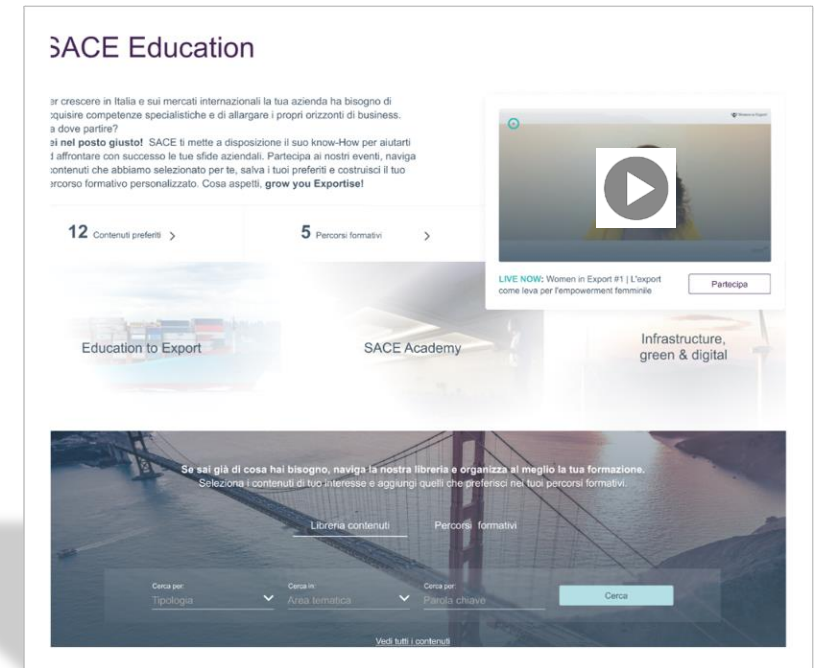 SACE Education
er crescere in Italia e sui mercati internazionali la tua azienda ha bisogno di
quisire competenze specialistiche e di allargare i propri orizzonti di business.
a dove partire?
ei nel posto giusto! SACE ti mette a disposizione il suo know-How per aiutarti
d affrontare con successo le tue sfide aziendali. Partecipa ai nostri eventi, naviga
contenuti che abbiamo selezionato per te, salva i tuoi preferiti e costruisci il tuo
ercorso formativo personalizzato. Cosa aspetti, grow you Exportise!
12 Contenuti preferiti
5 Percorsi formativi
Women in Export
LIVE NOW: Women in Export #1 | L'export
come leva per l'empowerment femminile
Partecipa
Education to Export
SACE Academy
Infrastructure,
green & digital
Se sai già di cosa hai bisogno, naviga la nostra libreria e organizza al meglio la tua formazione.
Seleziona i contenuti di tuo interesse e aggiungi quelli che preferisci nei tuoi percorsi formativi.
Libreria contenuti
Percorsi formativi
Cerca per:
Tipologia
Cerca in:
Area tematica
Cerca per:
Parola chiave
Cerca
Vedi tutti i contenuti